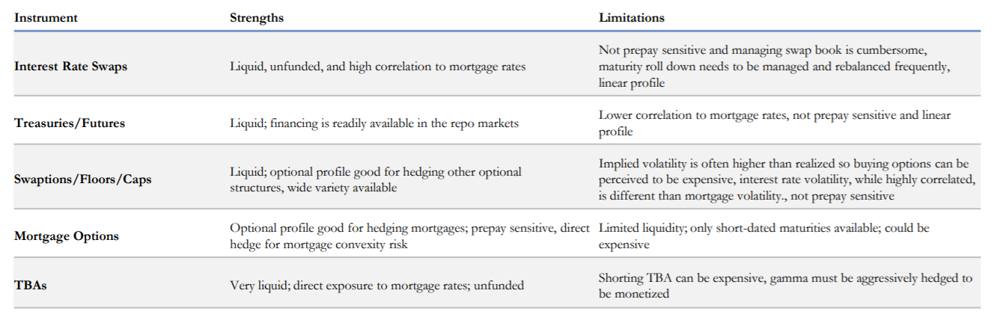 Instrument Strengths Limitations
Interest Rate Swaps
Liquid, unfunded, and high correlation to mortgage rates
Not prepay sensitive and managing swap book is cumbersome,
maturity roll down needs to be managed and rebalanced frequently,
linear profile
Treasuries/Futures
Liquid; financing is readily available in the repo markets
Lower correlation to mortgage rates, not prepay sensitive and linear
profile
Swaptions/Floors/Caps
Liquid; optional profile good for hedging other optional
structures, wide variety available
Implied volatility is often higher than realized so buying options can be
perceived to be expensive, interest rate volatility, while highly correlated,
is different than mortgage volatility., not prepay sensitive
Mortgage Options
Optional profile good for hedging mortgages; prepay sensitive, direct
hedge for mortgage convexity risk
Limited liquidity; only short-dated maturities available; could be
expensive
TBAs
Very liquid; direct exposure to mortgage rates; unfunded
Shorting TBA can be expensive, gamma must be aggressively hedged to
be monetized